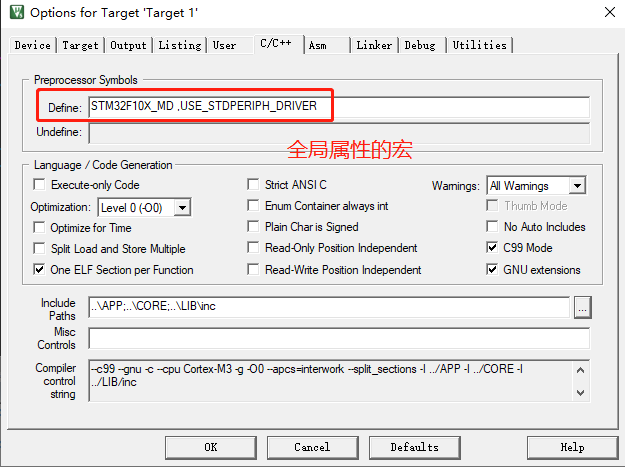 Options for Target 'Target 1'
Device Target Output Listing User C/C++ Asm Linker Debug Utilities
Preprocessor Symbols
Define: STM32F10X_MD ,USE_STDPERIPH_DRIVER
Undefine:
全局属性的宏
Language / Code Generation
Execute-only Code Strict ANSI C Warnings: All Warnings
Optimization: Level 0 (-O0) Enum Container always int Thumb Mode
Optimize for Time Plain Char is Signed No Auto Includes
Split Load and Store Multiple Read-Only Position Independent C99 Mode
One ELF Section per Function Read-Write Position Independent GNU extensions
Include Paths ..\APP;..\CORE;..\LIB\inc ...
Misc Controls
Compiler control string --c99 --gnu -c --cpu Cortex-M3 -g -O0 --apcs=interwork --split_sections -I ../APP -I ../CORE -I
../LIB/inc
OK Cancel Defaults Help